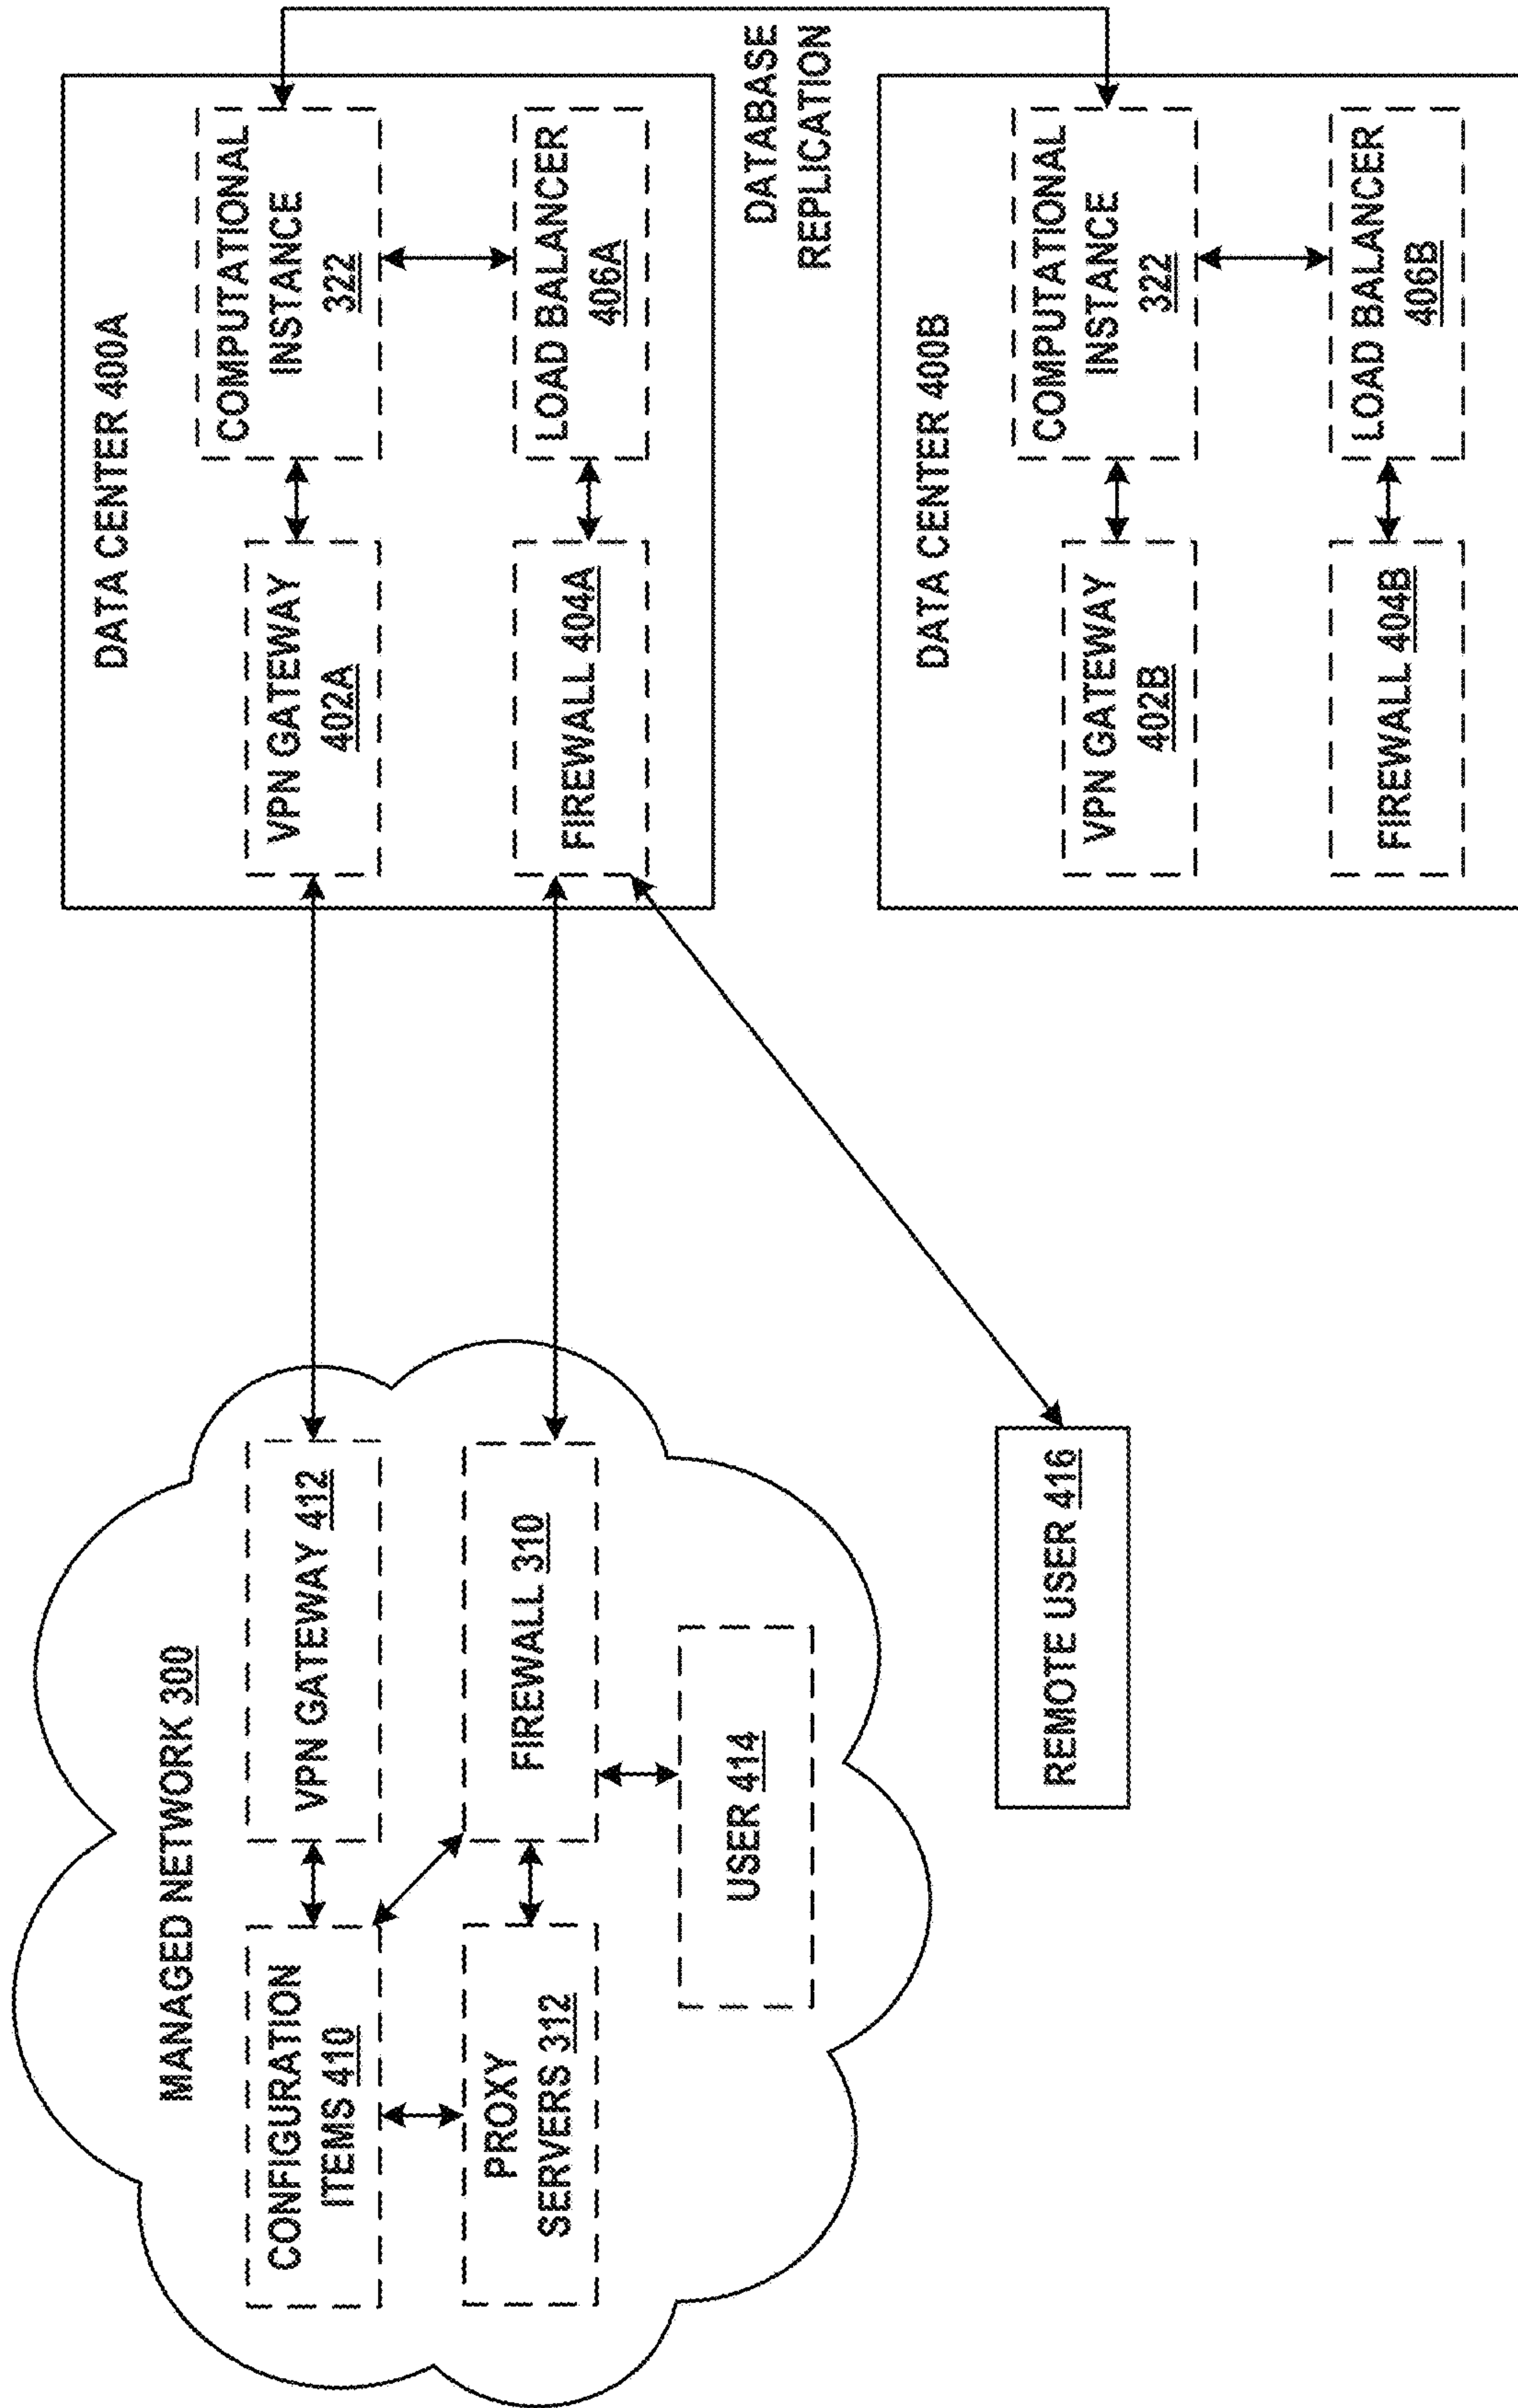 MANAGED NETWORK 300
CONFIGURATION
ITEMS 410
VPN GATEWAY 412
PROXY
SERVERS 312
FIREWALL 310
USER 414
REMOTE USER 416
DATA CENTER 400A
VPN GATEWAY
402A
COMPUTATIONAL
INSTANCE
322
FIREWALL 404A
LOAD BALANCER
406A
DATABASE
REPLICATION
DATA CENTER 400B
VPN GATEWAY
402B
COMPUTATIONAL
INSTANCE
322
FIREWALL 404B
LOAD BALANCER
406B